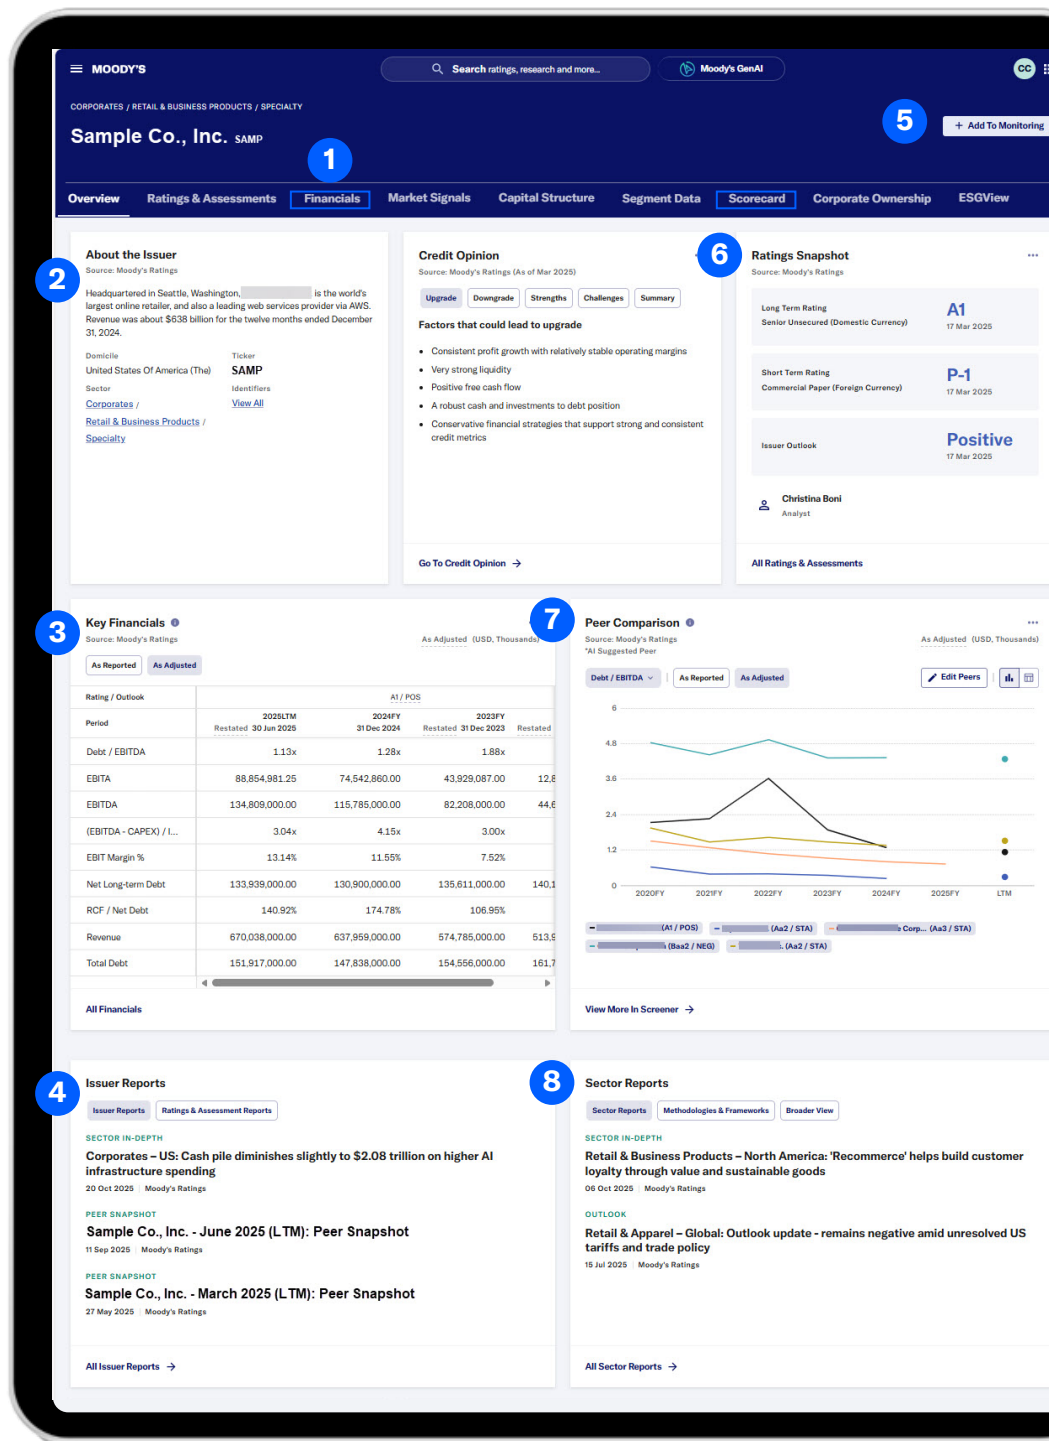 MOODY'S
Search ratings, research and more...
Moody's GenAI
CC
CORPORATES / RETAIL & BUSINESS PRODUCTS / SPECIALTY
Sample Co., Inc. SAMP
5
+ Add To Monitoring
1
Overview Ratings & Assessments Financials Market Signals Capital Structure Segment Data Scorecard Corporate Ownership ESGView
2
About the Issuer
Source: Moody's Ratings
Headquartered in Seattle, Washington, is the world's
largest online retailer, and also a leading web services provider via AWS.
Revenue was about $638 billion for the twelve months ended December
31, 2024.
Domicile Ticker
United States Of America (The) SAMP
Sector Identifiers
Corporates / View All
Retail & Business Products /
Specialty
Credit Opinion
Source: Moody's Ratings (As of Mar 2025)
Upgrade Downgrade Strengths Challenges Summary
Factors that could lead to upgrade
• Consistent profit growth with relatively stable operating margins
• Very strong liquidity
• Positive free cash flow
• A robust cash and investments to debt position
• Conservative financial strategies that support strong and consistent
credit metrics
Go To Credit Opinion →
6
Ratings Snapshot
Source: Moody's Ratings
Long Term Rating
Senior Unsecured (Domestic Currency)
A1
17 Mar 2025
Short Term Rating
Commercial Paper (Foreign Currency)
P-1
17 Mar 2025
Issuer Outlook
Positive
17 Mar 2025
Christina Boni
Analyst
All Ratings & Assessments
3
Key Financials
Source: Moody's Ratings
As Adjusted (USD, Thousands)
As Reported As Adjusted
Rating / Outlook A1 / POS
Period 2025LTM 2024FY 2023FY
Restated 30 Jun 2025 31 Dec 2024 Restated 31 Dec 2023 Restated
Debt / EBITDA 1.13x 1.28x 1.88x
EBITA 88,854,981.25 74,542,860.00 43,929,087.00 12,8
EBITDA 134,809,000.00 115,785,000.00 82,208,000.00 44,6
(EBITDA - CAPEX) / I... 3.04x 4.15x 3.00x
EBIT Margin % 13.14% 11.55% 7.52%
Net Long-term Debt 133,939,000.00 130,900,000.00 135,611,000.00 140,1
RCF / Net Debt 140.92% 174.78% 106.95%
Revenue 670,038,000.00 637,959,000.00 574,785,000.00 513,9
Total Debt 151,917,000.00 147,838,000.00 154,556,000.00 161,7
All Financials
7
Peer Comparison
Source: Moody's Ratings
*AI Suggested Peer
As Adjusted (USD, Thousands)
Debt / EBITDA As Reported As Adjusted
Edit Peers
6
4.8
3.6
2.4
1.2
0
2020FY 2021FY 2022FY 2023FY 2024FY 2025FY LTM
(A1 / POS) (Aa2 / STA) Corp... (Aa3 / STA)
(Baa2 / NEG) (Aa2 / STA)
View More In Screener →
4
Issuer Reports
Issuer Reports Ratings & Assessment Reports
SECTOR IN-DEPTH
Corporates – US: Cash pile diminishes slightly to $2.08 trillion on higher AI
infrastructure spending
20 Oct 2025 | Moody's Ratings
PEER SNAPSHOT
Sample Co., Inc. - June 2025 (LTM): Peer Snapshot
11 Sep 2025 | Moody's Ratings
PEER SNAPSHOT
Sample Co., Inc. - March 2025 (LTM): Peer Snapshot
27 May 2025 | Moody's Ratings
All Issuer Reports →
8
Sector Reports
Sector Reports Methodologies & Frameworks Broader View
SECTOR IN-DEPTH
Retail & Business Products – North America: 'Recommerce' helps build customer
loyalty through value and sustainable goods
06 Oct 2025 | Moody's Ratings
OUTLOOK
Retail & Apparel – Global: Outlook update - remains negative amid unresolved US
tariffs and trade policy
15 Jul 2025 | Moody's Ratings
All Sector Reports →